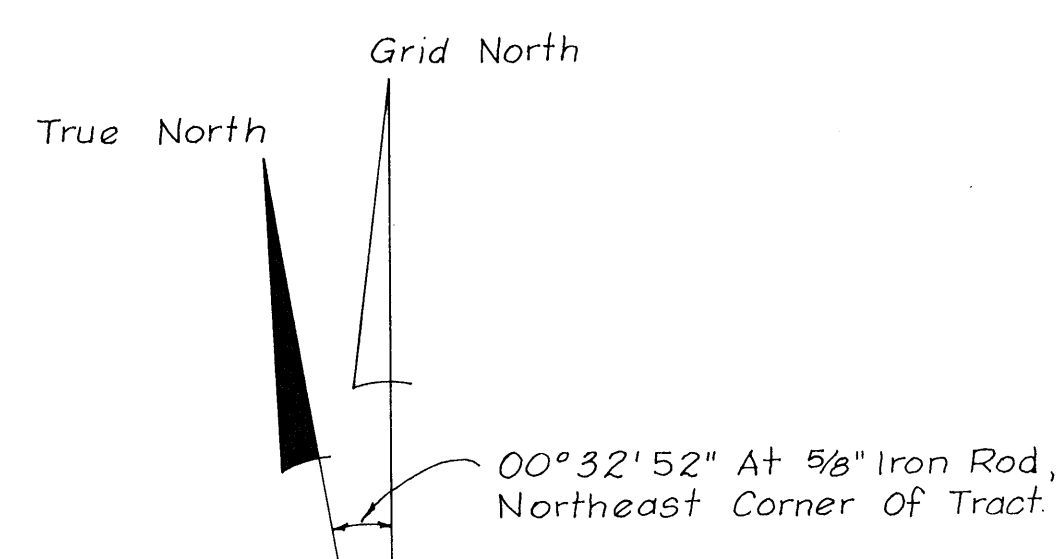 Grid North
True North
00°32'52" At 5/8" Iron Rod,
Northeast Corner Of Tract.